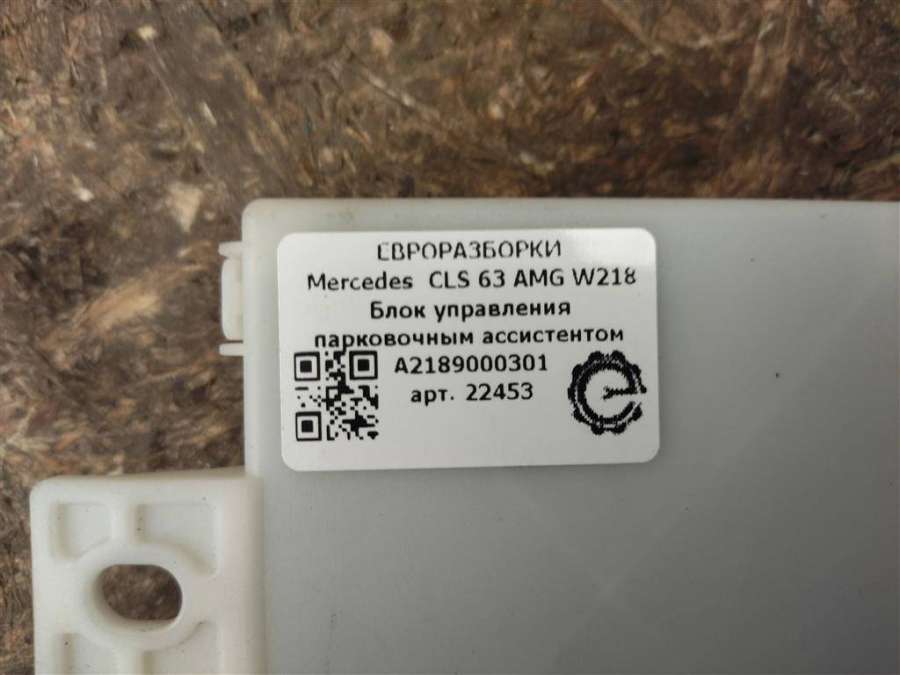 ЕВРОРАЗБОРКИ
Mercedes CLS 63 AMG W218
Блок управления
парковочным ассистентом
A2189000301
арт. 22453